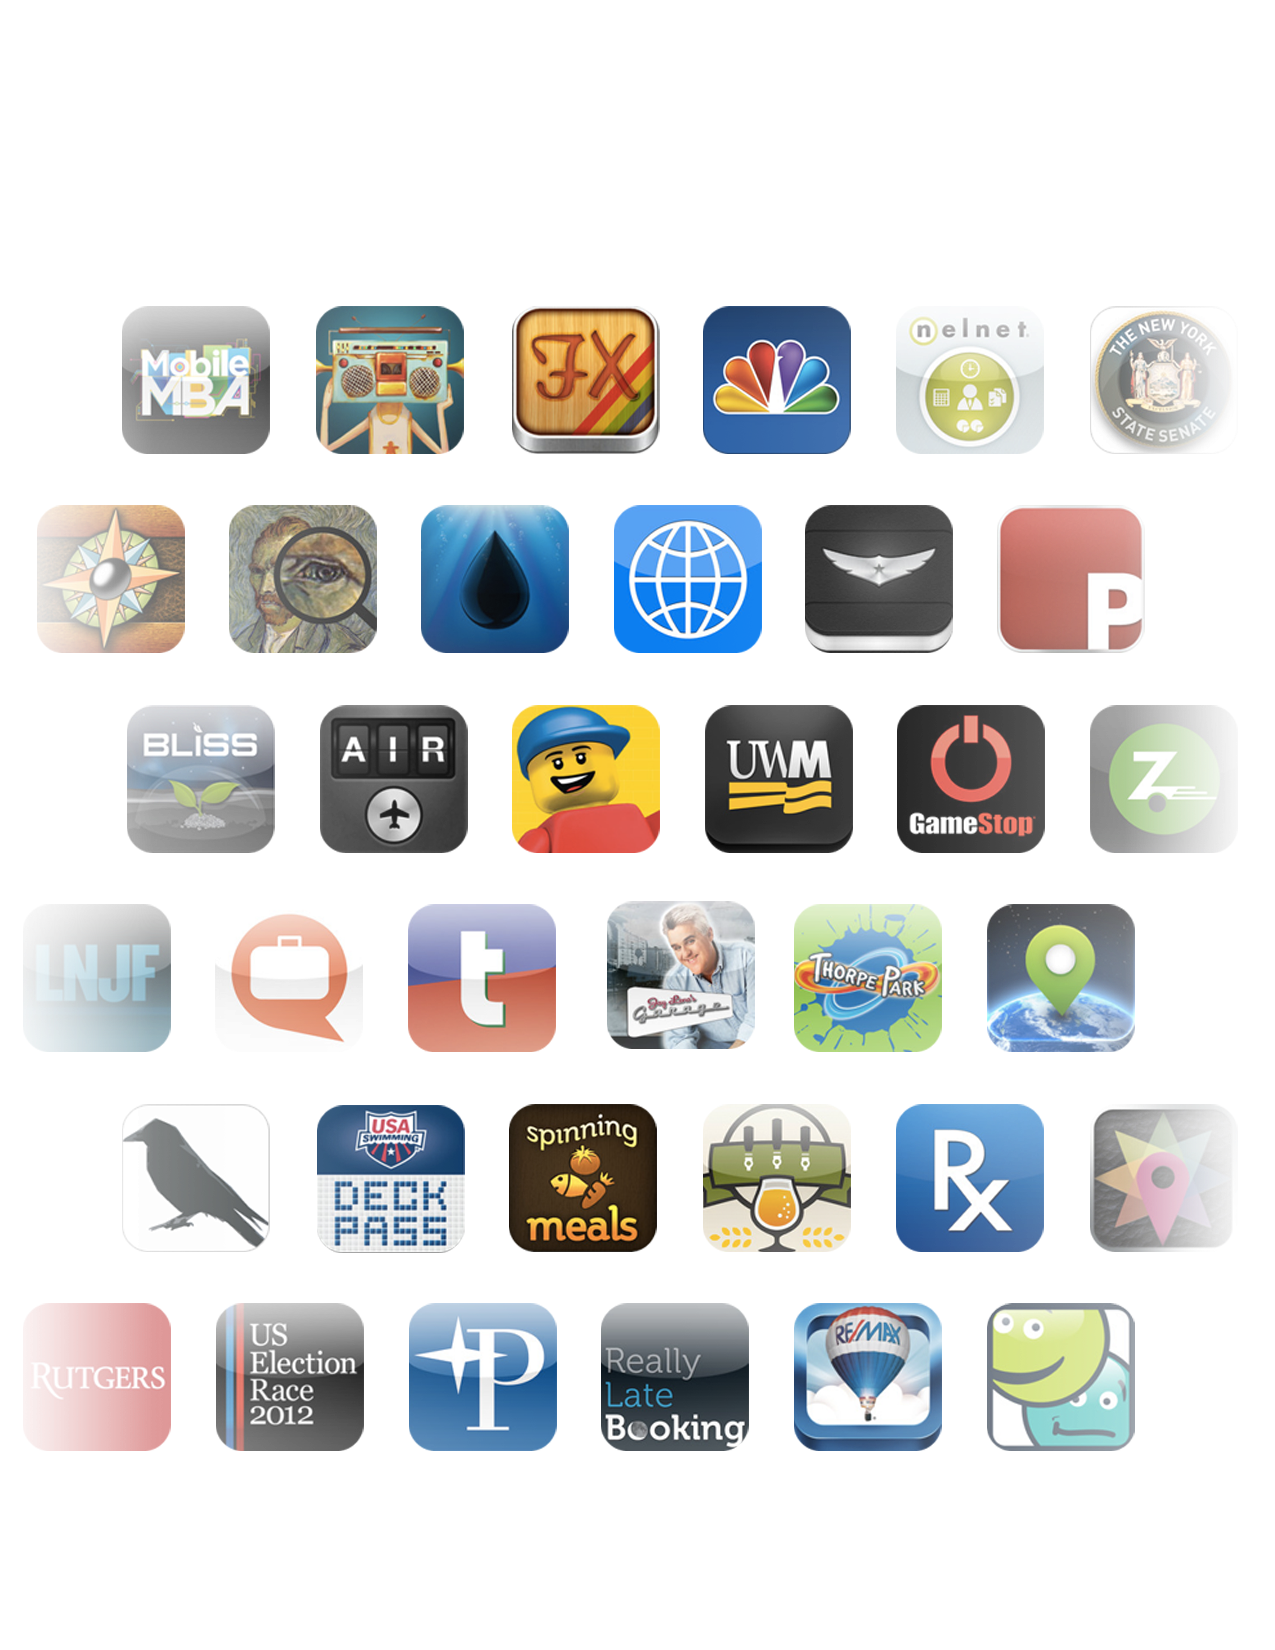 Mobile
MBA
FX
nelnet
THE NEW YORK
STATE SENATE
P
BLiSS
A I R
UWM
GameStop
Z
LNJF
t
Jay Leno's
Garage
THORPE PARK
USA
SWIMMING
DECK
PASS
spinning
meals
Rx
RUTGERS
US
Election
Race
2012
P
Really
Late
Booking
RE/MAX